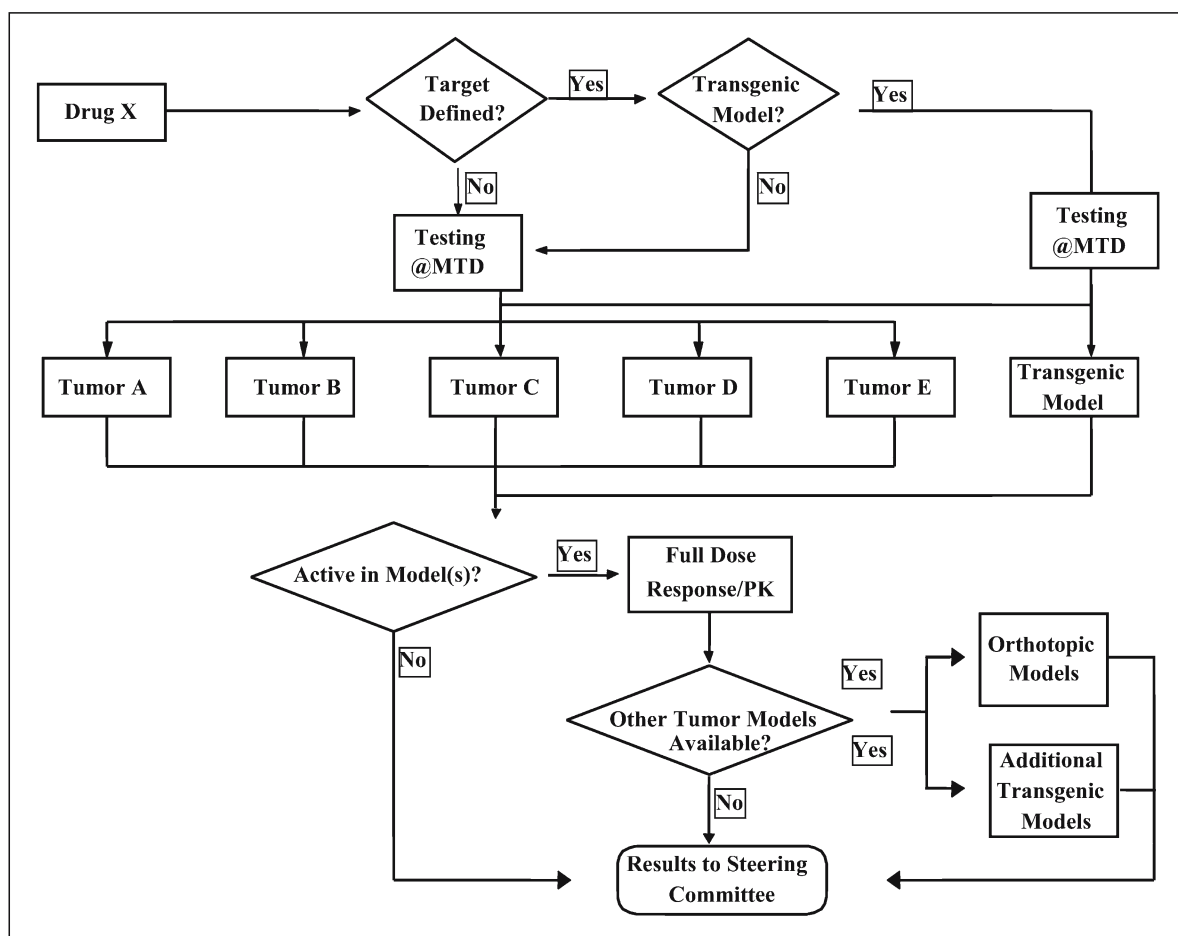 Drug X
Target
Defined?
Yes
Transgenic
Model?
Yes
No
No
Testing
@MTD
Testing
@MTD
Tumor A
Tumor B
Tumor C
Tumor D
Tumor E
Transgenic
Model
Active in Model(s)?
Yes
Full Dose
Response/PK
No
Other Tumor Models
Available?
Yes
Yes
Orthotopic
Models
Additional
Transgenic
Models
No
Results to Steering
Committee